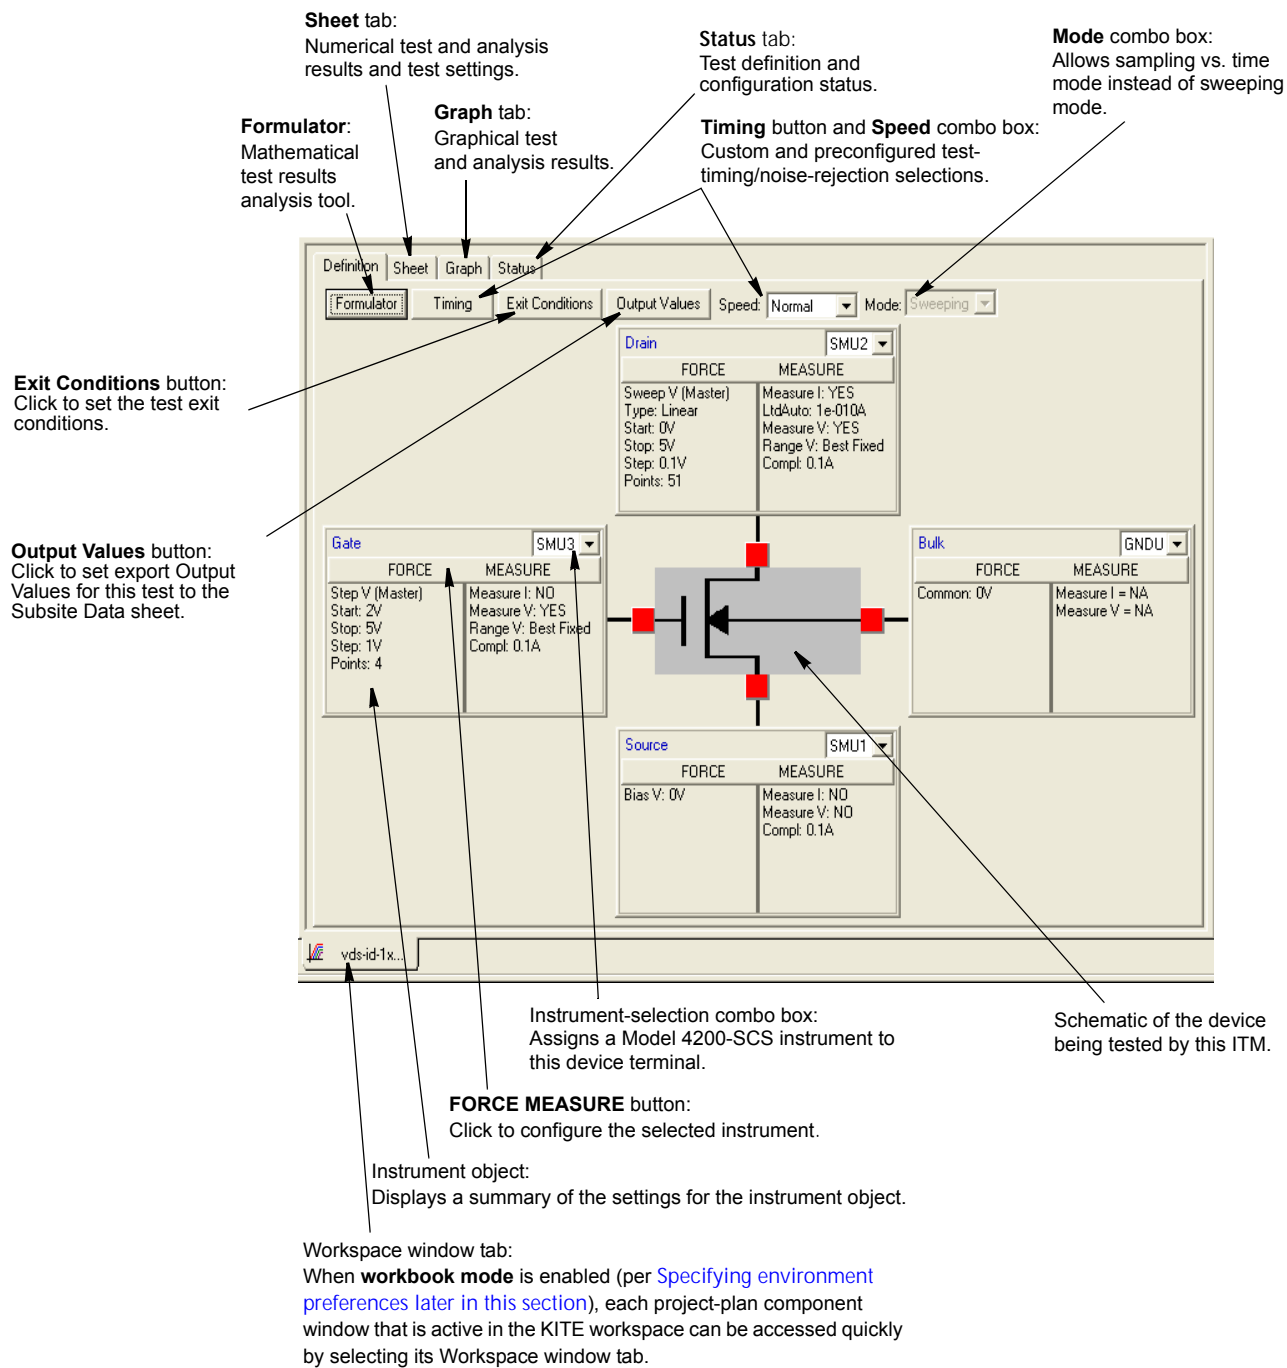 Sheet tab:
Numerical test and analysis
results and test settings.
Status tab:
Test definition and
configuration status.
Mode combo box:
Allows sampling vs. time
mode instead of sweeping
mode.
Formulator:
Mathematical
test results
analysis tool.
Graph tab:
Graphical test
and analysis results.
Timing button and Speed combo box:
Custom and preconfigured test-
timing/noise-rejection selections.
Definition Sheet Graph Status
Formulator Timing Exit Conditions Output Values Speed: Normal Mode: Sweeping
Exit Conditions button:
Click to set the test exit
conditions.
Drain SMU2
FORCE MEASURE
Sweep V (Master) Measure I: YES
Type: Linear LtdAuto: 1e-010A
Start: 0V Measure V: YES
Stop: 5V Range V: Best Fixed
Step: 0.1V Compl: 0.1A
Points: 51
Output Values button:
Click to set export Output
Values for this test to the
Subsite Data sheet.
Gate SMU3
FORCE MEASURE
Step V (Master) Measure I: NO
Start: 2V Measure V: YES
Stop: 5V Range V: Best Fixed
Step: 1V Compl: 0.1A
Points: 4
Bulk GNDU
FORCE MEASURE
Common: 0V Measure I = NA
Measure V = NA
Source SMU1
FORCE MEASURE
Bias V: 0V Measure I: NO
Measure V: NO
Compl: 0.1A
vds-id-1x...
Instrument-selection combo box:
Assigns a Model 4200-SCS instrument to
this device terminal.
Schematic of the device
being tested by this ITM.
FORCE MEASURE button:
Click to configure the selected instrument.
Instrument object:
Displays a summary of the settings for the instrument object.
Workspace window tab:
When workbook mode is enabled (per Specifying environment
preferences later in this section), each project-plan component
window that is active in the KITE workspace can be accessed quickly
by selecting its Workspace window tab.